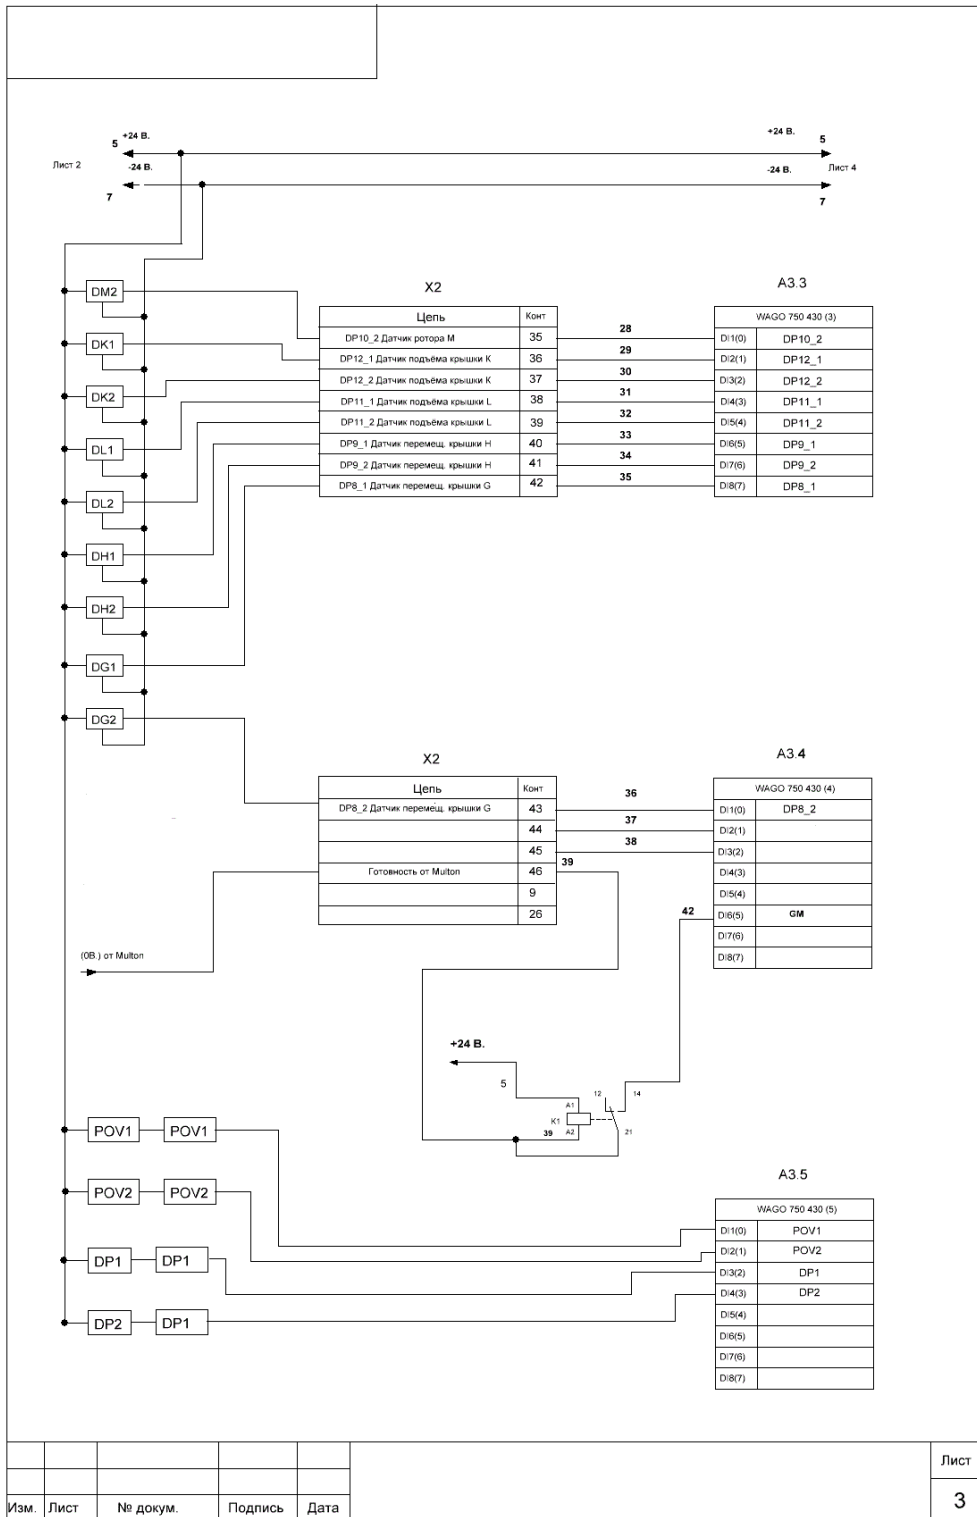 +24 В.
5
Лист 2
-24 В.
7
+24 В.
5
-24 В.
Лист 4
7
DM2
DK1
DK2
DL1
DL2
DH1
DH2
DG1
DG2
X2
Цепь Конт
DP10_2 Датчик ротора М 35
DP12_1 Датчик подъёма крышки К 36
DP12_2 Датчик подъёма крышки К 37
DP11_1 Датчик подъёма крышки L 38
DP11_2 Датчик подъёма крышки L 39
DP9_1 Датчик перемещ. крышки Н 40
DP9_2 Датчик перемещ. крышки Н 41
DP8_1 Датчик перемещ. крышки G 42
28
29
30
31
32
33
34
35
A3.3
WAGO 750 430 (3)
DI1(0) DP10_2
DI2(1) DP12_1
DI3(2) DP12_2
DI4(3) DP11_1
DI5(4) DP11_2
DI6(5) DP9_1
DI7(6) DP9_2
DI8(7) DP8_1
X2
Цепь Конт
DP8_2 Датчик перемещ. крышки G 43
44
45
Готовность от Multon 46
9
26
36
37
38
39
42
A3.4
WAGO 750 430 (4)
DI1(0) DP8_2
DI2(1)
DI3(2)
DI4(3)
DI5(4)
DI6(5) GM
DI7(6)
DI8(7)
(0В.) от Multon
+24 В.
5
A1
K1
39 A2
12
14
21
POV1 POV1
POV2 POV2
DP1 DP1
DP2 DP1
A3.5
WAGO 750 430 (5)
DI1(0) POV1
DI2(1) POV2
DI3(2) DP1
DI4(3) DP2
DI5(4)
DI6(5)
DI7(6)
DI8(7)
Изм. Лист № докум. Подпись Дата
Лист
3